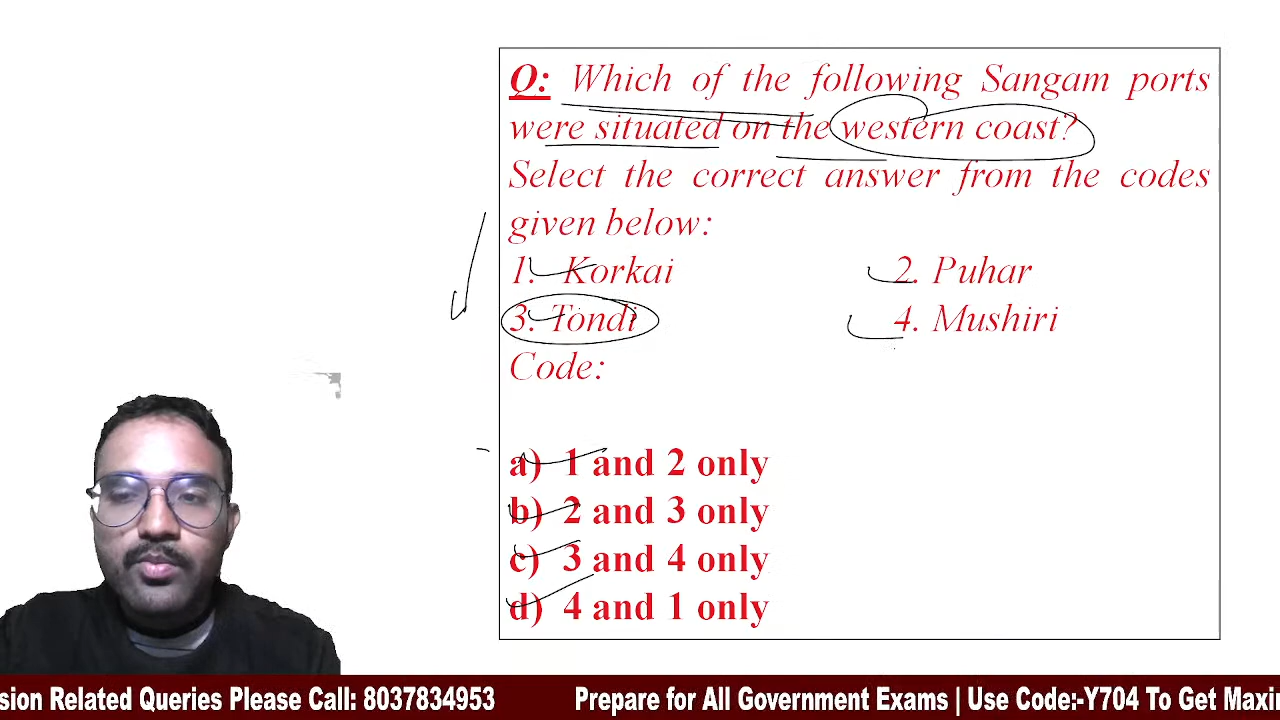 Q: Which of the following Sangam ports
were situated on the western coast?
Select the correct answer from the codes
given below:
1. Korkai 2. Puhar
3. Tondi 4. Mushiri
Code:
a) 1 and 2 only
b) 2 and 3 only
c) 3 and 4 only
d) 4 and 1 only
sion Related Queries Please Call: 8037834953 Prepare for All Government Exams | Use Code:-Y704 To Get Maxi